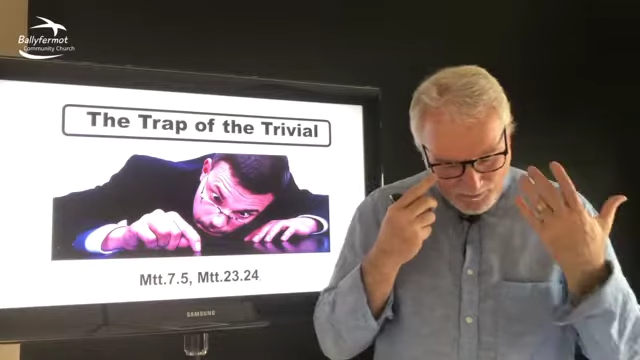 Ballyfermot
Community Church
The Trap of the Trivial
Mtt.7.5, Mtt.23.24
SAMSUNG